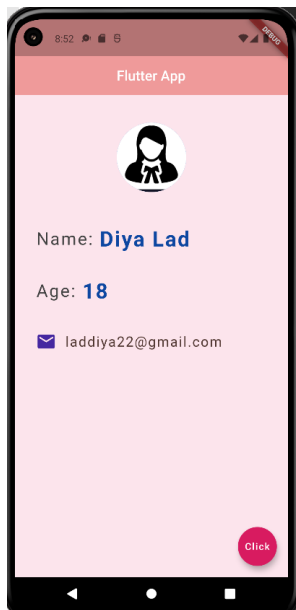 8:52
DEBUG
Flutter App
Name: Diya Lad
Age: 18
laddiya22@gmail.com
Click